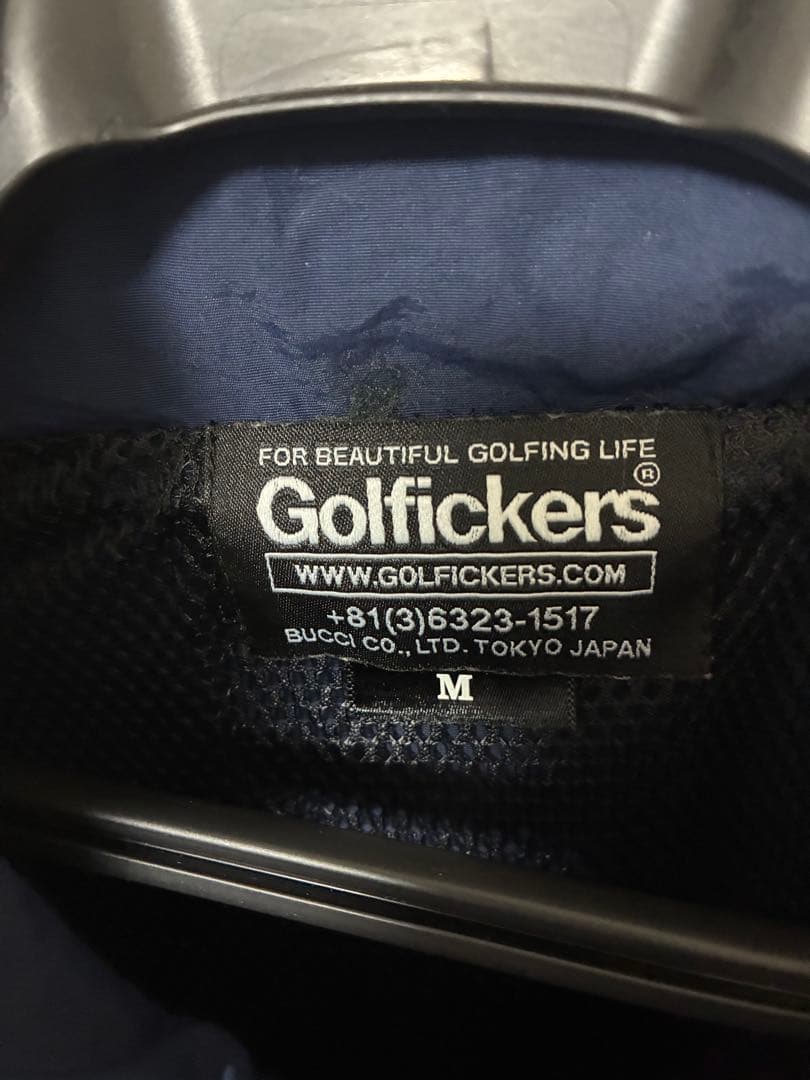 FOR BEAUTIFUL GOLFING LIFE
Golfickers®
WWW.GOLFICKERS.COM
+81(3)6323-1517
BUCCI CO., LTD. TOKYO JAPAN
M